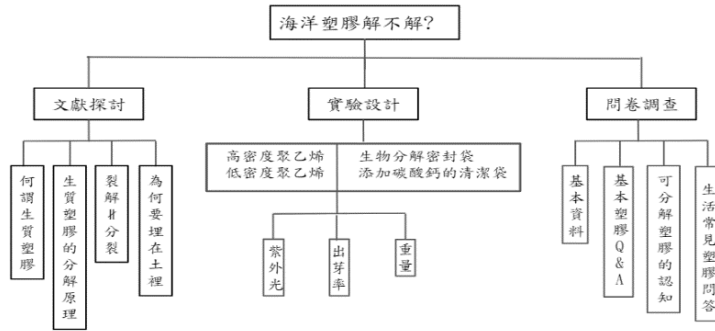 海洋塑膠解不解?
文獻探討
實驗設計
問卷調查
高密度聚乙烯
低密度聚乙烯
生物分解密封袋
添加碳酸鈣的清潔袋
何謂生質塑膠
生質塑膠的分解原理
裂解≠分裂
為何要埋在土裡
紫外光
出芽率
重量
基本資料
基本塑膠Q&A
可分解塑膠的認知
生活常見塑膠問答